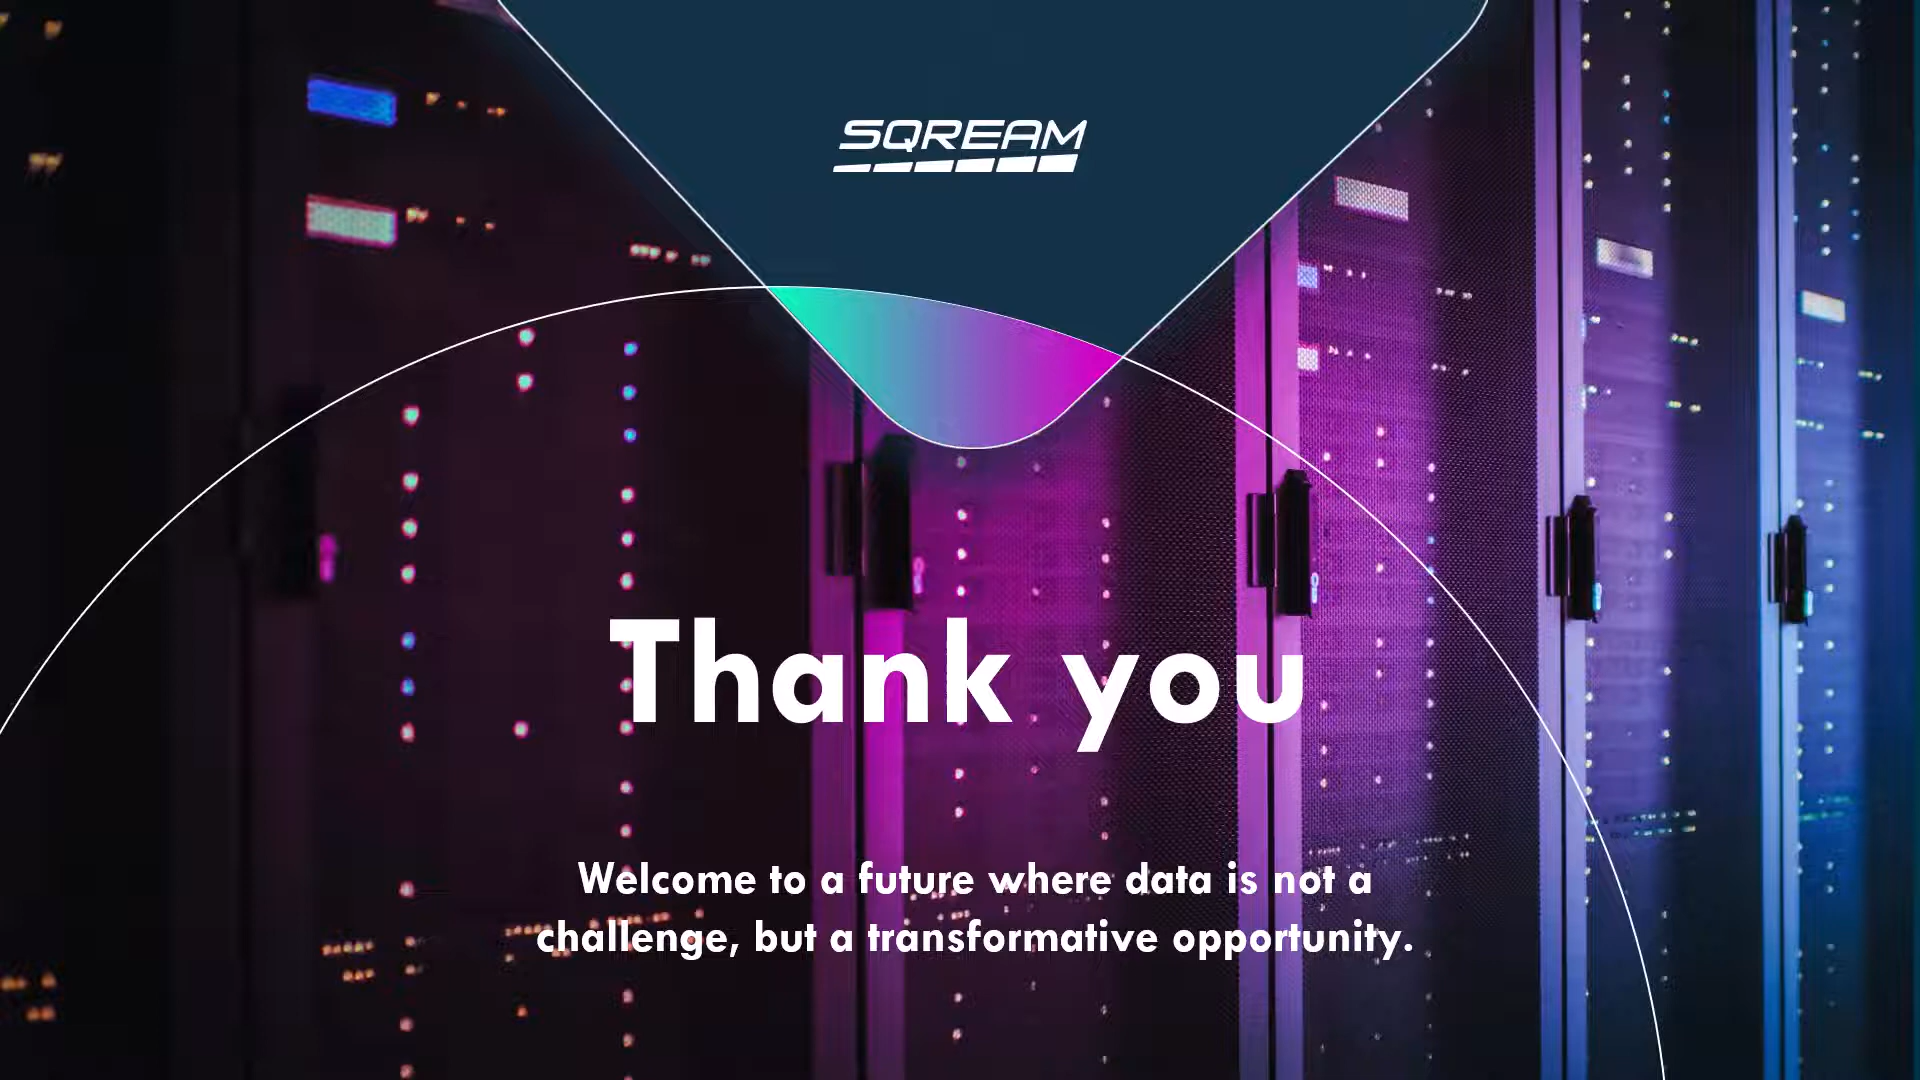 SQREAM
Thank you
Welcome to a future where data is not a
challenge, but a transformative opportunity.